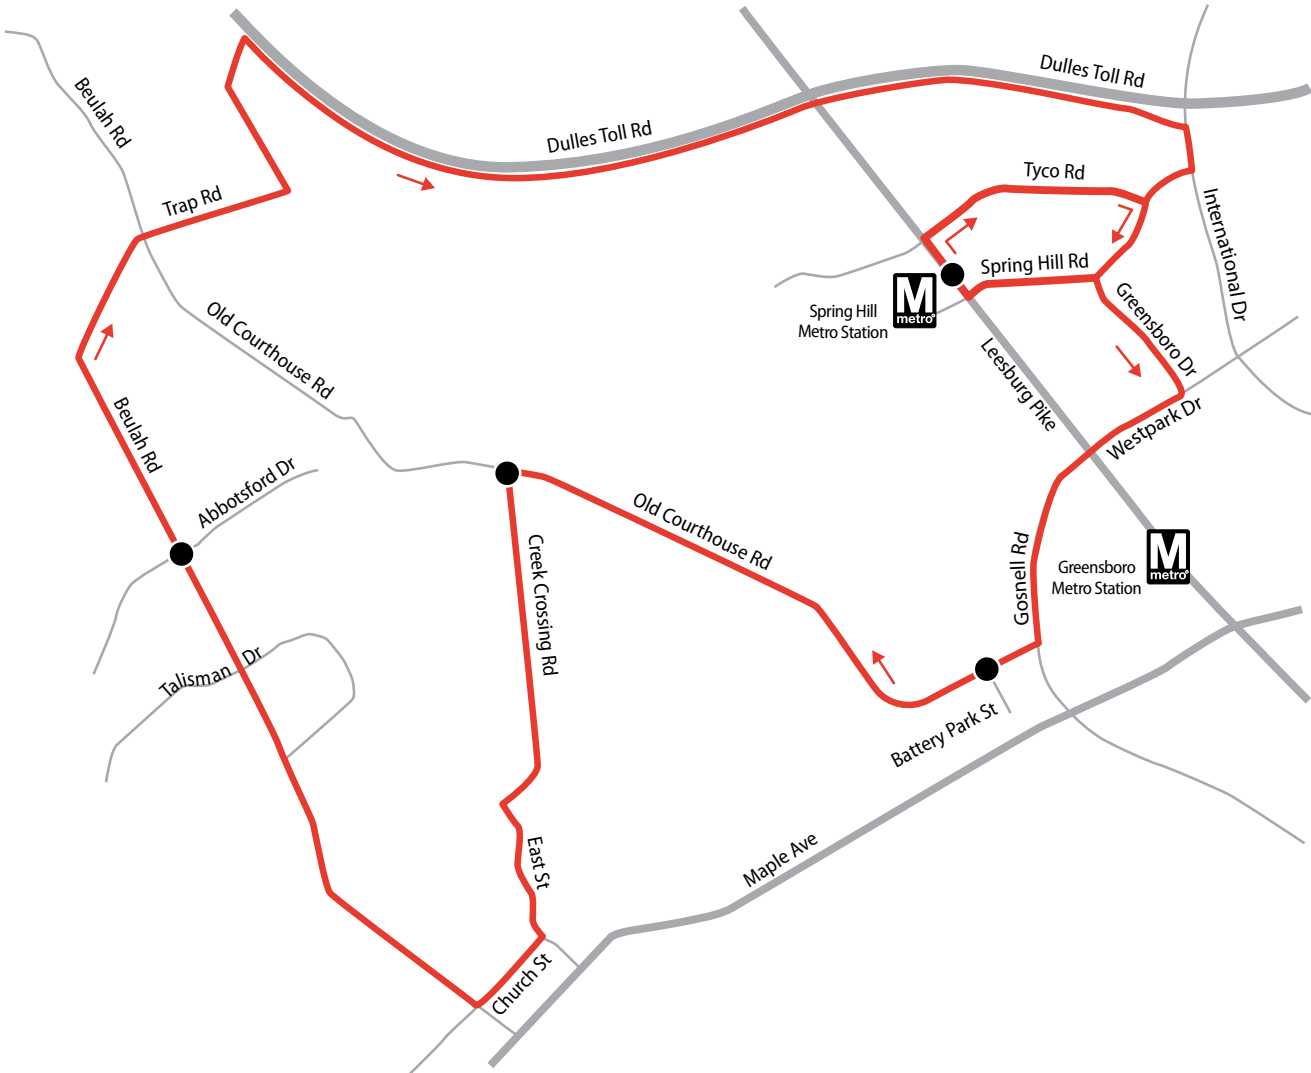 Dulles Toll Rd
Beulah Rd
Dulles Toll Rd
Tyco Rd
Trap Rd
International Dr
Spring Hill Rd
M
metro
Spring Hill
Metro Station
Greensboro Dr
Old Courthouse Rd
Leesburg Pike
Beulah Rd
Westpark Dr
Abbotsford Dr
Old Courthouse Rd
Creek Crossing Rd
Gosnell Rd
M
metro
Greensboro
Metro Station
Talisman Dr
Battery Park St
East St
Maple Ave
Church St